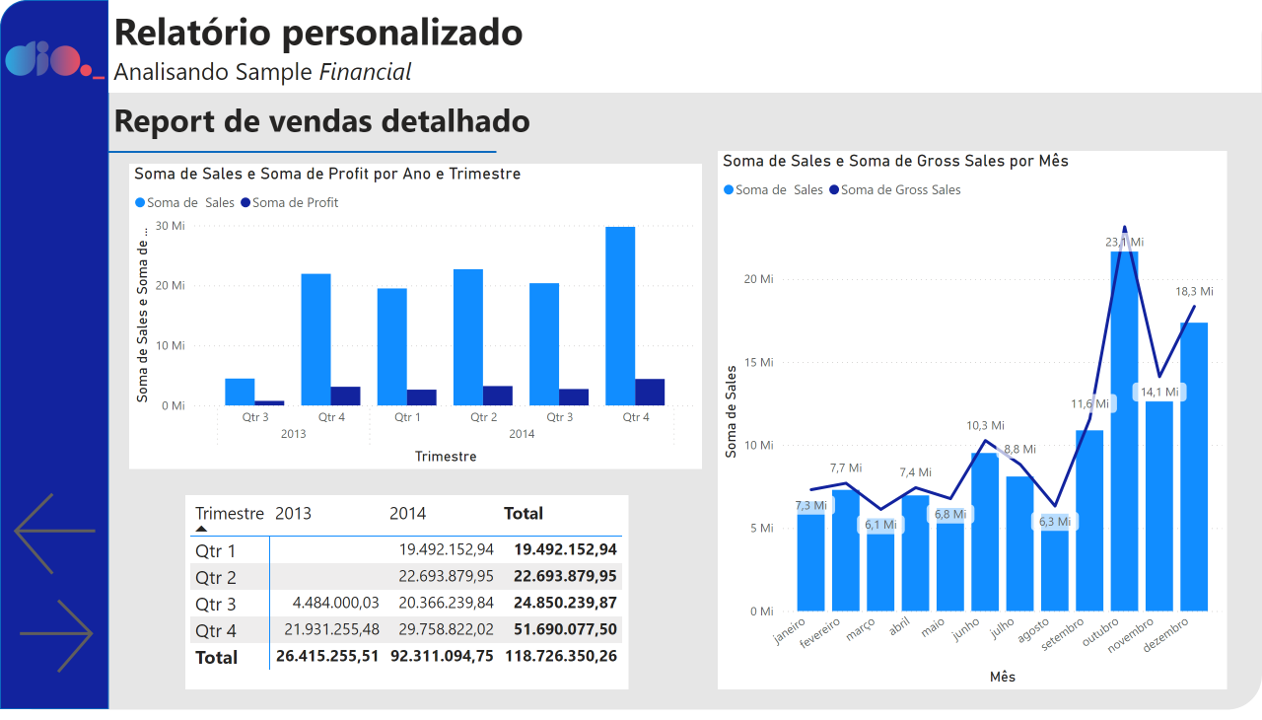 dio._
Relatório personalizado
Analisando Sample Financial
Report de vendas detalhado
Soma de Sales e Soma de Profit por Ano e Trimestre
Soma de Sales Soma de Profit
Soma de Sales e Soma de ...
30 Mi
20 Mi
10 Mi
0 Mi
Qtr 3 Qtr 4 Qtr 1 Qtr 2 Qtr 3 Qtr 4
2013 2014
Trimestre
Trimestre 2013 2014 Total
Qtr 1 19.492.152,94 19.492.152,94
Qtr 2 22.693.879,95 22.693.879,95
Qtr 3 4.484.000,03 20.366.239,84 24.850.239,87
Qtr 4 21.931.255,48 29.758.822,02 51.690.077,50
Total 26.415.255,51 92.311.094,75 118.726.350,26
Soma de Sales e Soma de Gross Sales por Mês
Soma de Sales Soma de Gross Sales
Soma de Sales
20 Mi
15 Mi
10 Mi
5 Mi
0 Mi
7,3 Mi
7,7 Mi
6,1 Mi
7,4 Mi
6,8 Mi
10,3 Mi
8,8 Mi
6,3 Mi
11,6 Mi
23,1 Mi
14,1 Mi
18,3 Mi
janeiro fevereiro março abril maio junho julho agosto setembro outubro novembro dezembro
Mês